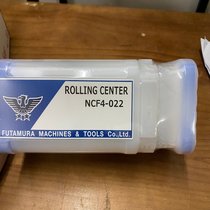 ROLLING CENTER
NCF4-022
FUTAMURA MACHINES & TOOLS Co.,Ltd.